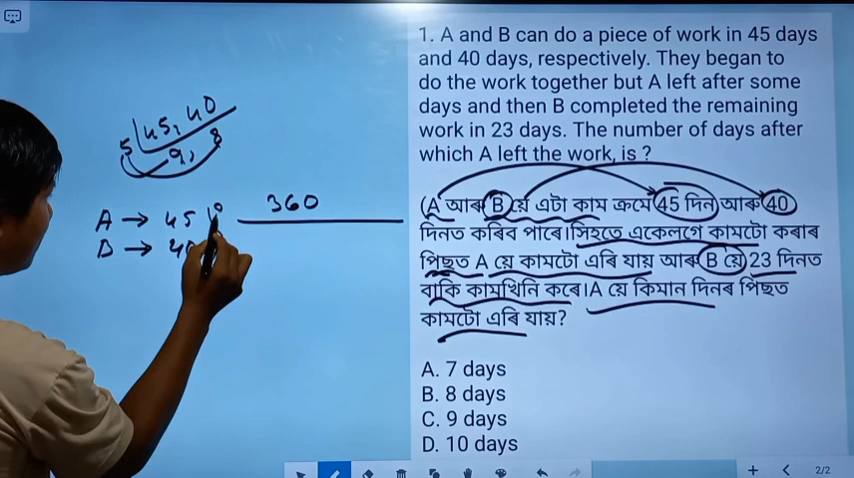 5 45, 40
9, 8
A → 45 D
B → 40
360
1. A and B can do a piece of work in 45 days
and 40 days, respectively. They began to
do the work together but A left after some
days and then B completed the remaining
work in 23 days. The number of days after
which A left the work, is ?
(A আৰু B য়ে এটা কাম ক্ৰমে 45 দিন আৰু 40
দিনত কৰিব পাৰে।সিহতে একেলগে কামটো কৰাৰ
পিছত A য়ে কামটো এৰি যায় আৰু B য়ে 23 দিনত
বাকি কামখিনি কৰে।A য়ে কিমান দিনৰ পিছত
কামটো এৰি যায়?
A. 7 days
B. 8 days
C. 9 days
D. 10 days
2/2